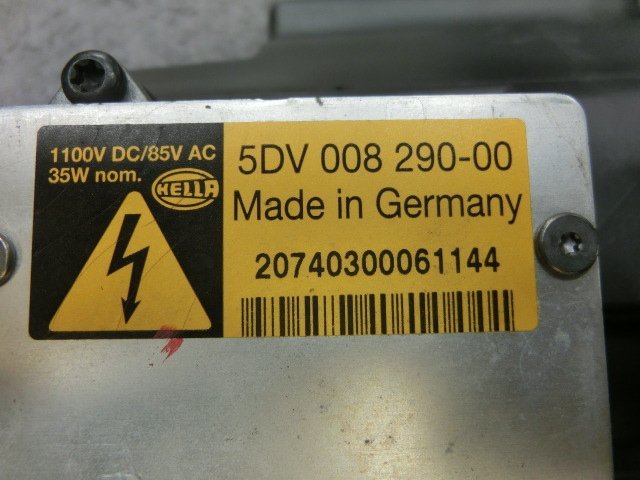 1100V DC/85V AC
35W nom.
HELLA
5DV 008 290-00
Made in Germany
20740300061144